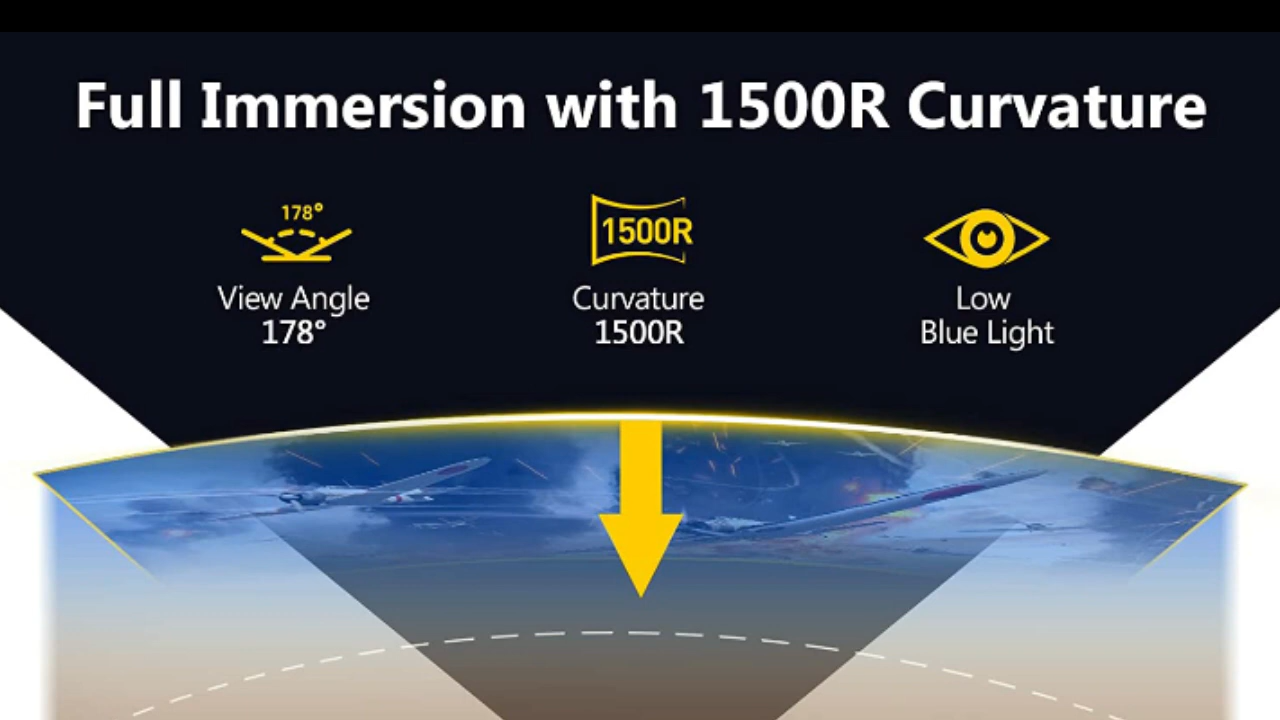 Full Immersion with 1500R Curvature
178°
1500R
View Angle
178°
Curvature
1500R
Low
Blue Light